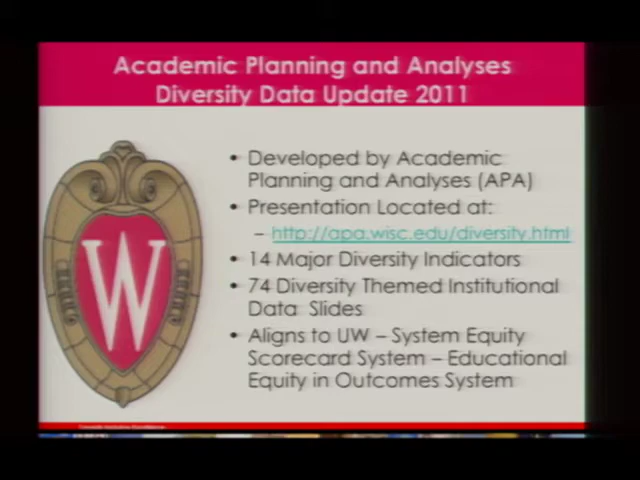 Academic Planning and Analyses
Diversity Data Update 2011
• Developed by Academic
Planning and Analyses (APA)
• Presentation Located at:
– http://apa.wisc.edu/diversity.html
• 14 Major Diversity Indicators
• 74 Diversity Themed Institutional
Data Slides
• Aligns to UW – System Equity
Scorecard System – Educational
Equity in Outcomes System
W